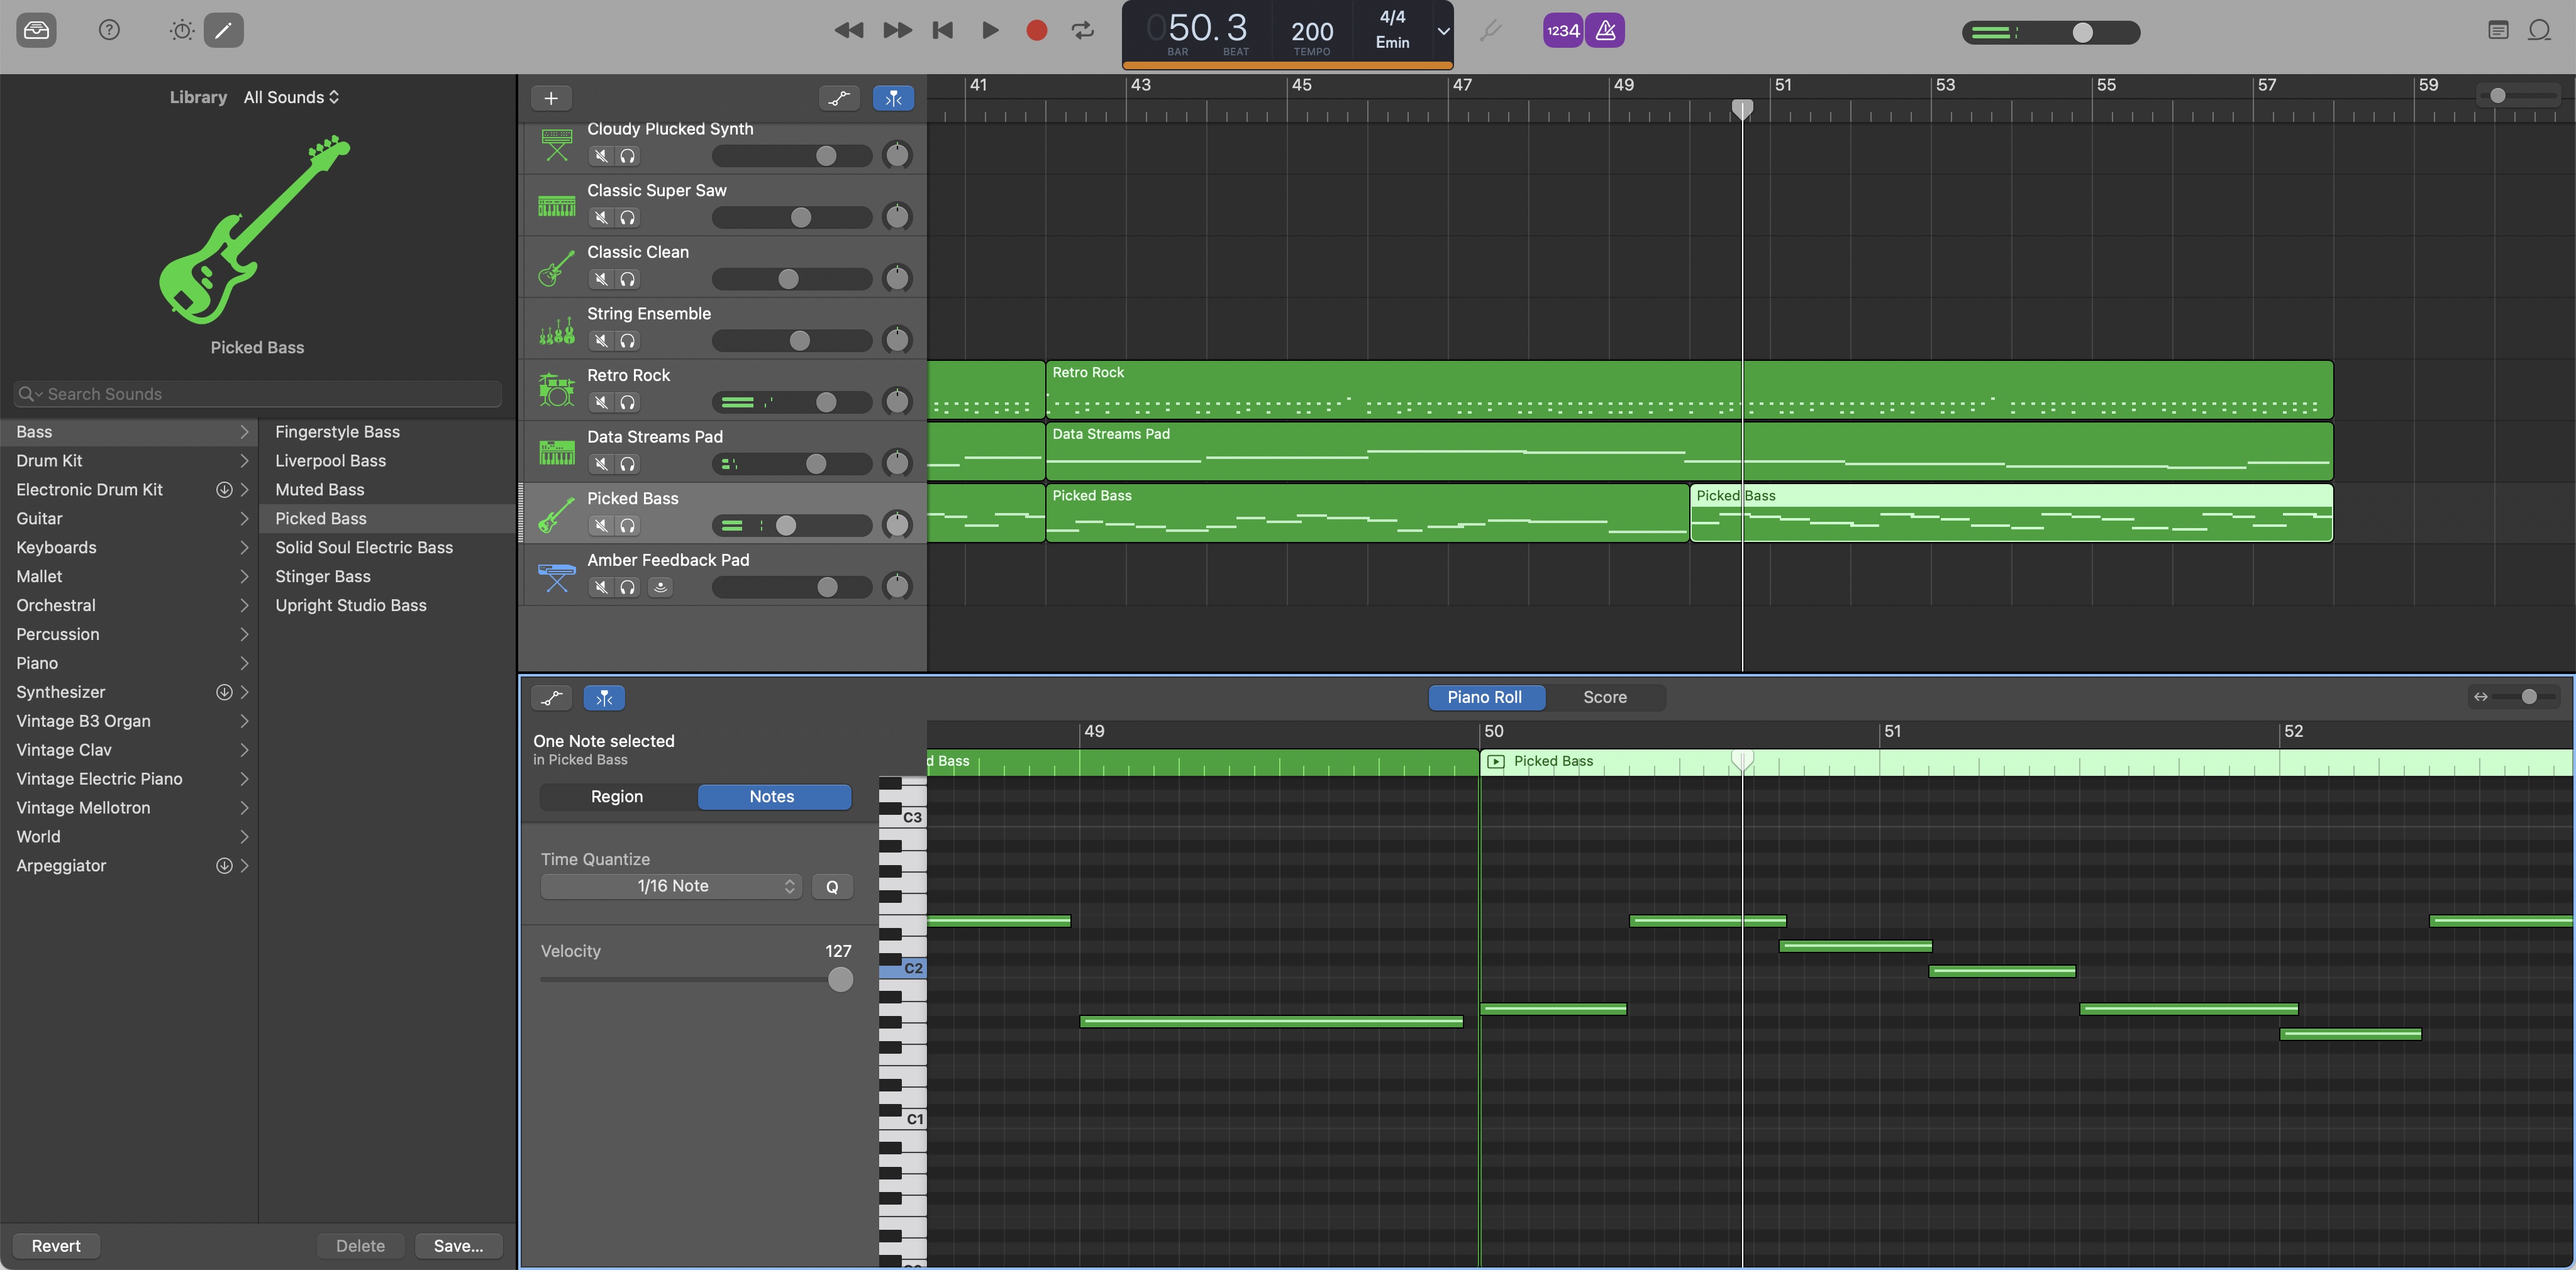 050.3
BAR
BEAT
200
TEMPO
4/4
Emin
1234
Library All Sounds
Picked Bass
Search Sounds
Bass
Drum Kit
Electronic Drum Kit
Guitar
Keyboards
Mallet
Orchestral
Percussion
Piano
Synthesizer
Vintage B3 Organ
Vintage Clav
Vintage Electric Piano
Vintage Mellotron
World
Arpeggiator
Fingerstyle Bass
Liverpool Bass
Muted Bass
Picked Bass
Solid Soul Electric Bass
Stinger Bass
Upright Studio Bass
Revert
Delete
Save...
41 43 45 47 49 51 53 55 57 59
Cloudy Plucked Synth
Classic Super Saw
Classic Clean
String Ensemble
Retro Rock
Retro Rock
Data Streams Pad
Data Streams Pad
Picked Bass
Picked Bass
Picked Bass
Amber Feedback Pad
Piano Roll
Score
49 50 51 52
d Bass
Picked Bass
One Note selected
in Picked Bass
Region
Notes
Time Quantize
1/16 Note
Q
Velocity 127
C3
C2
C1